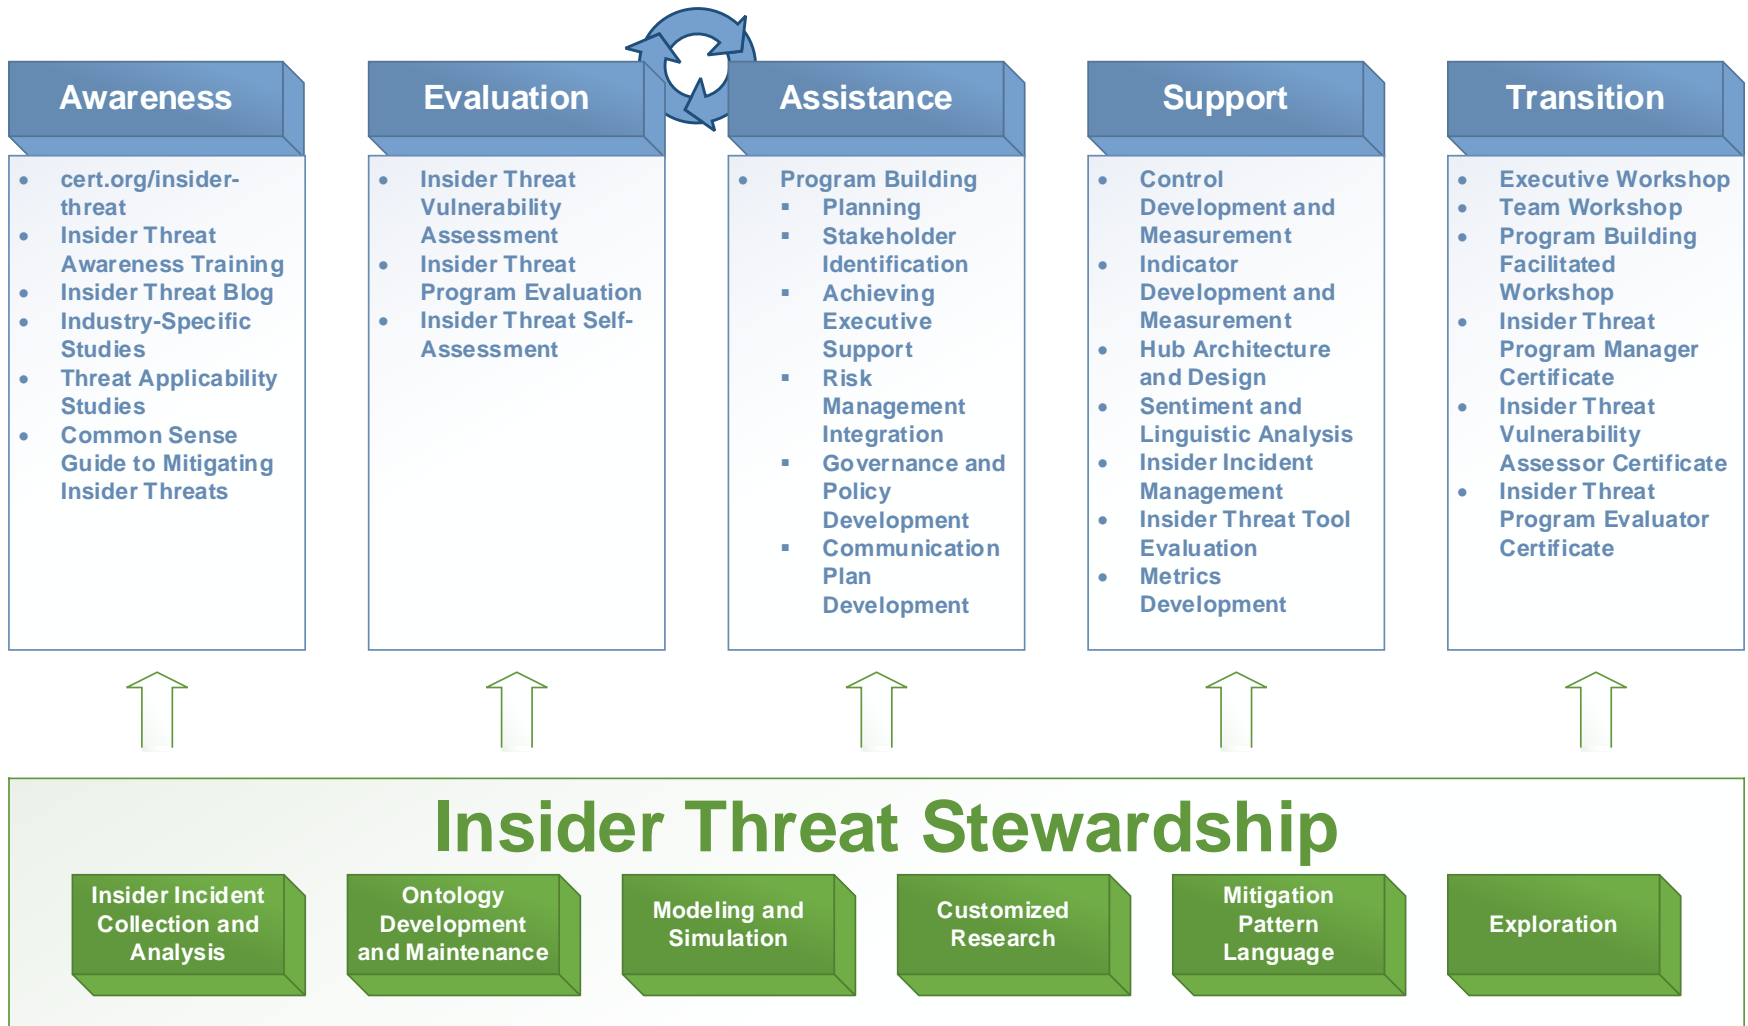 Awareness
cert.org/insider-
threat
Insider Threat
Awareness Training
Insider Threat Blog
Industry-Specific
Studies
Threat Applicability
Studies
Common Sense
Guide to Mitigating
Insider Threats
Evaluation
Insider Threat
Vulnerability
Assessment
Insider Threat
Program Evaluation
Insider Threat Self-
Assessment
Assistance
Program Building
Planning
Stakeholder
Identification
Achieving
Executive
Support
Risk
Management
Integration
Governance and
Policy
Development
Communication
Plan
Development
Support
Control
Development and
Measurement
Indicator
Development and
Measurement
Hub Architecture
and Design
Sentiment and
Linguistic Analysis
Insider Incident
Management
Insider Threat Tool
Evaluation
Metrics
Development
Transition
Executive Workshop
Team Workshop
Program Building
Facilitated
Workshop
Insider Threat
Program Manager
Certificate
Insider Threat
Vulnerability
Assessor Certificate
Insider Threat
Program Evaluator
Certificate
Insider Threat Stewardship
Insider Incident
Collection and
Analysis
Ontology
Development
and Maintenance
Modeling and
Simulation
Customized
Research
Mitigation
Pattern
Language
Exploration